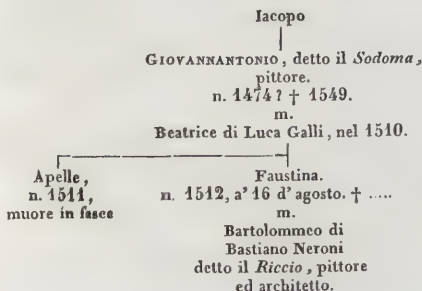 Iacopo
GIOVANNANTONIO, detto il Sodoma,
pittore.
n. 1474? † 1549.
m.
Beatrice di Luca Galli, nel 1510.
Apelle,
n. 1511,
muore in fasce
Faustina.
n. 1512, a' 16 d' agosto. † .....
m.
Bartolommeo di
Bastiano Neroni
detto il Riccio, pittore
ed architetto.